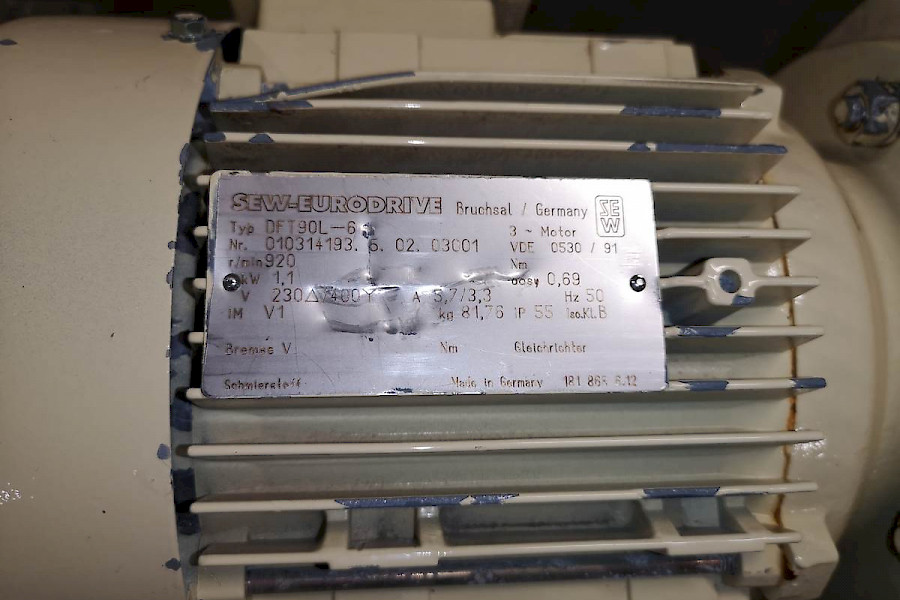 SEW-EURODRIVE Bruchsal / Germany SEW
Typ DFT90L-6 3 ~ Motor
Nr. 010314193. 6. 02. 03001 VDE 0530 / 91
r/min 920 Nm
kW 1,1 cosφ 0,69
V 230△/400Y A 5,7/3,3 Hz 50
IM V1 kg 81,76 IP 55 Iso.KL B
Bremse V Nm Gleichrichter
Schmierstoff Made in Germany 181 868 6.12